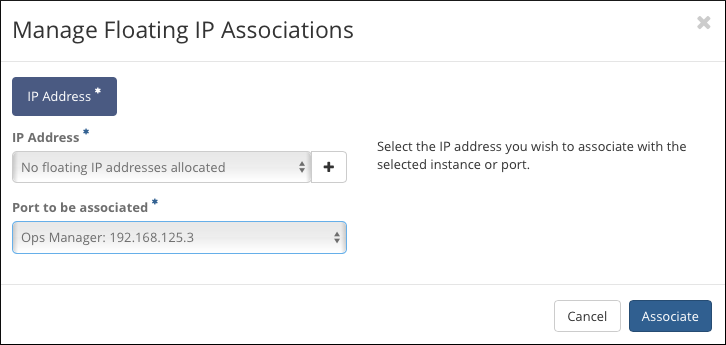 Manage Floating IP Associations
×
IP Address *
IP Address *
No floating IP addresses allocated
+
Select the IP address you wish to associate with the
selected instance or port.
Port to be associated *
Ops Manager: 192.168.125.3
Cancel
Associate